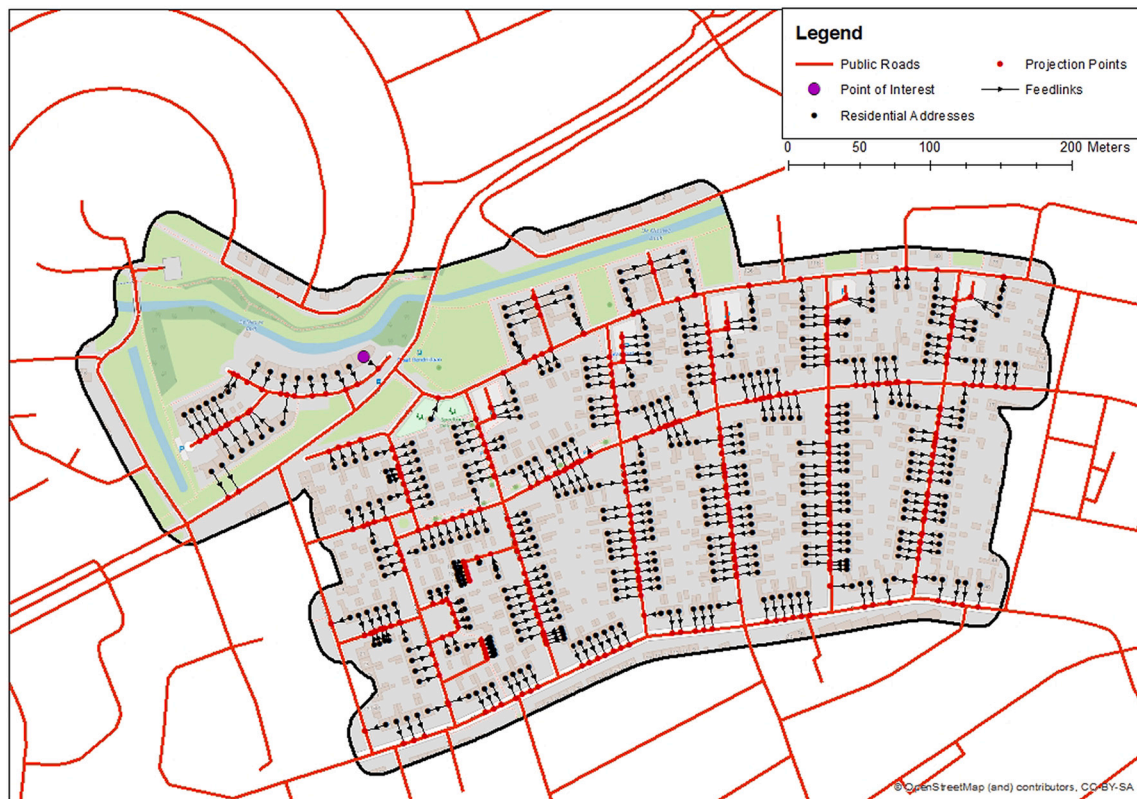 Legend
Public Roads
Projection Points
Point of Interest
Feedlinks
Residential Addresses
0 50 100 200 Meters
© OpenStreetMap (and) contributors, CC-BY-SA